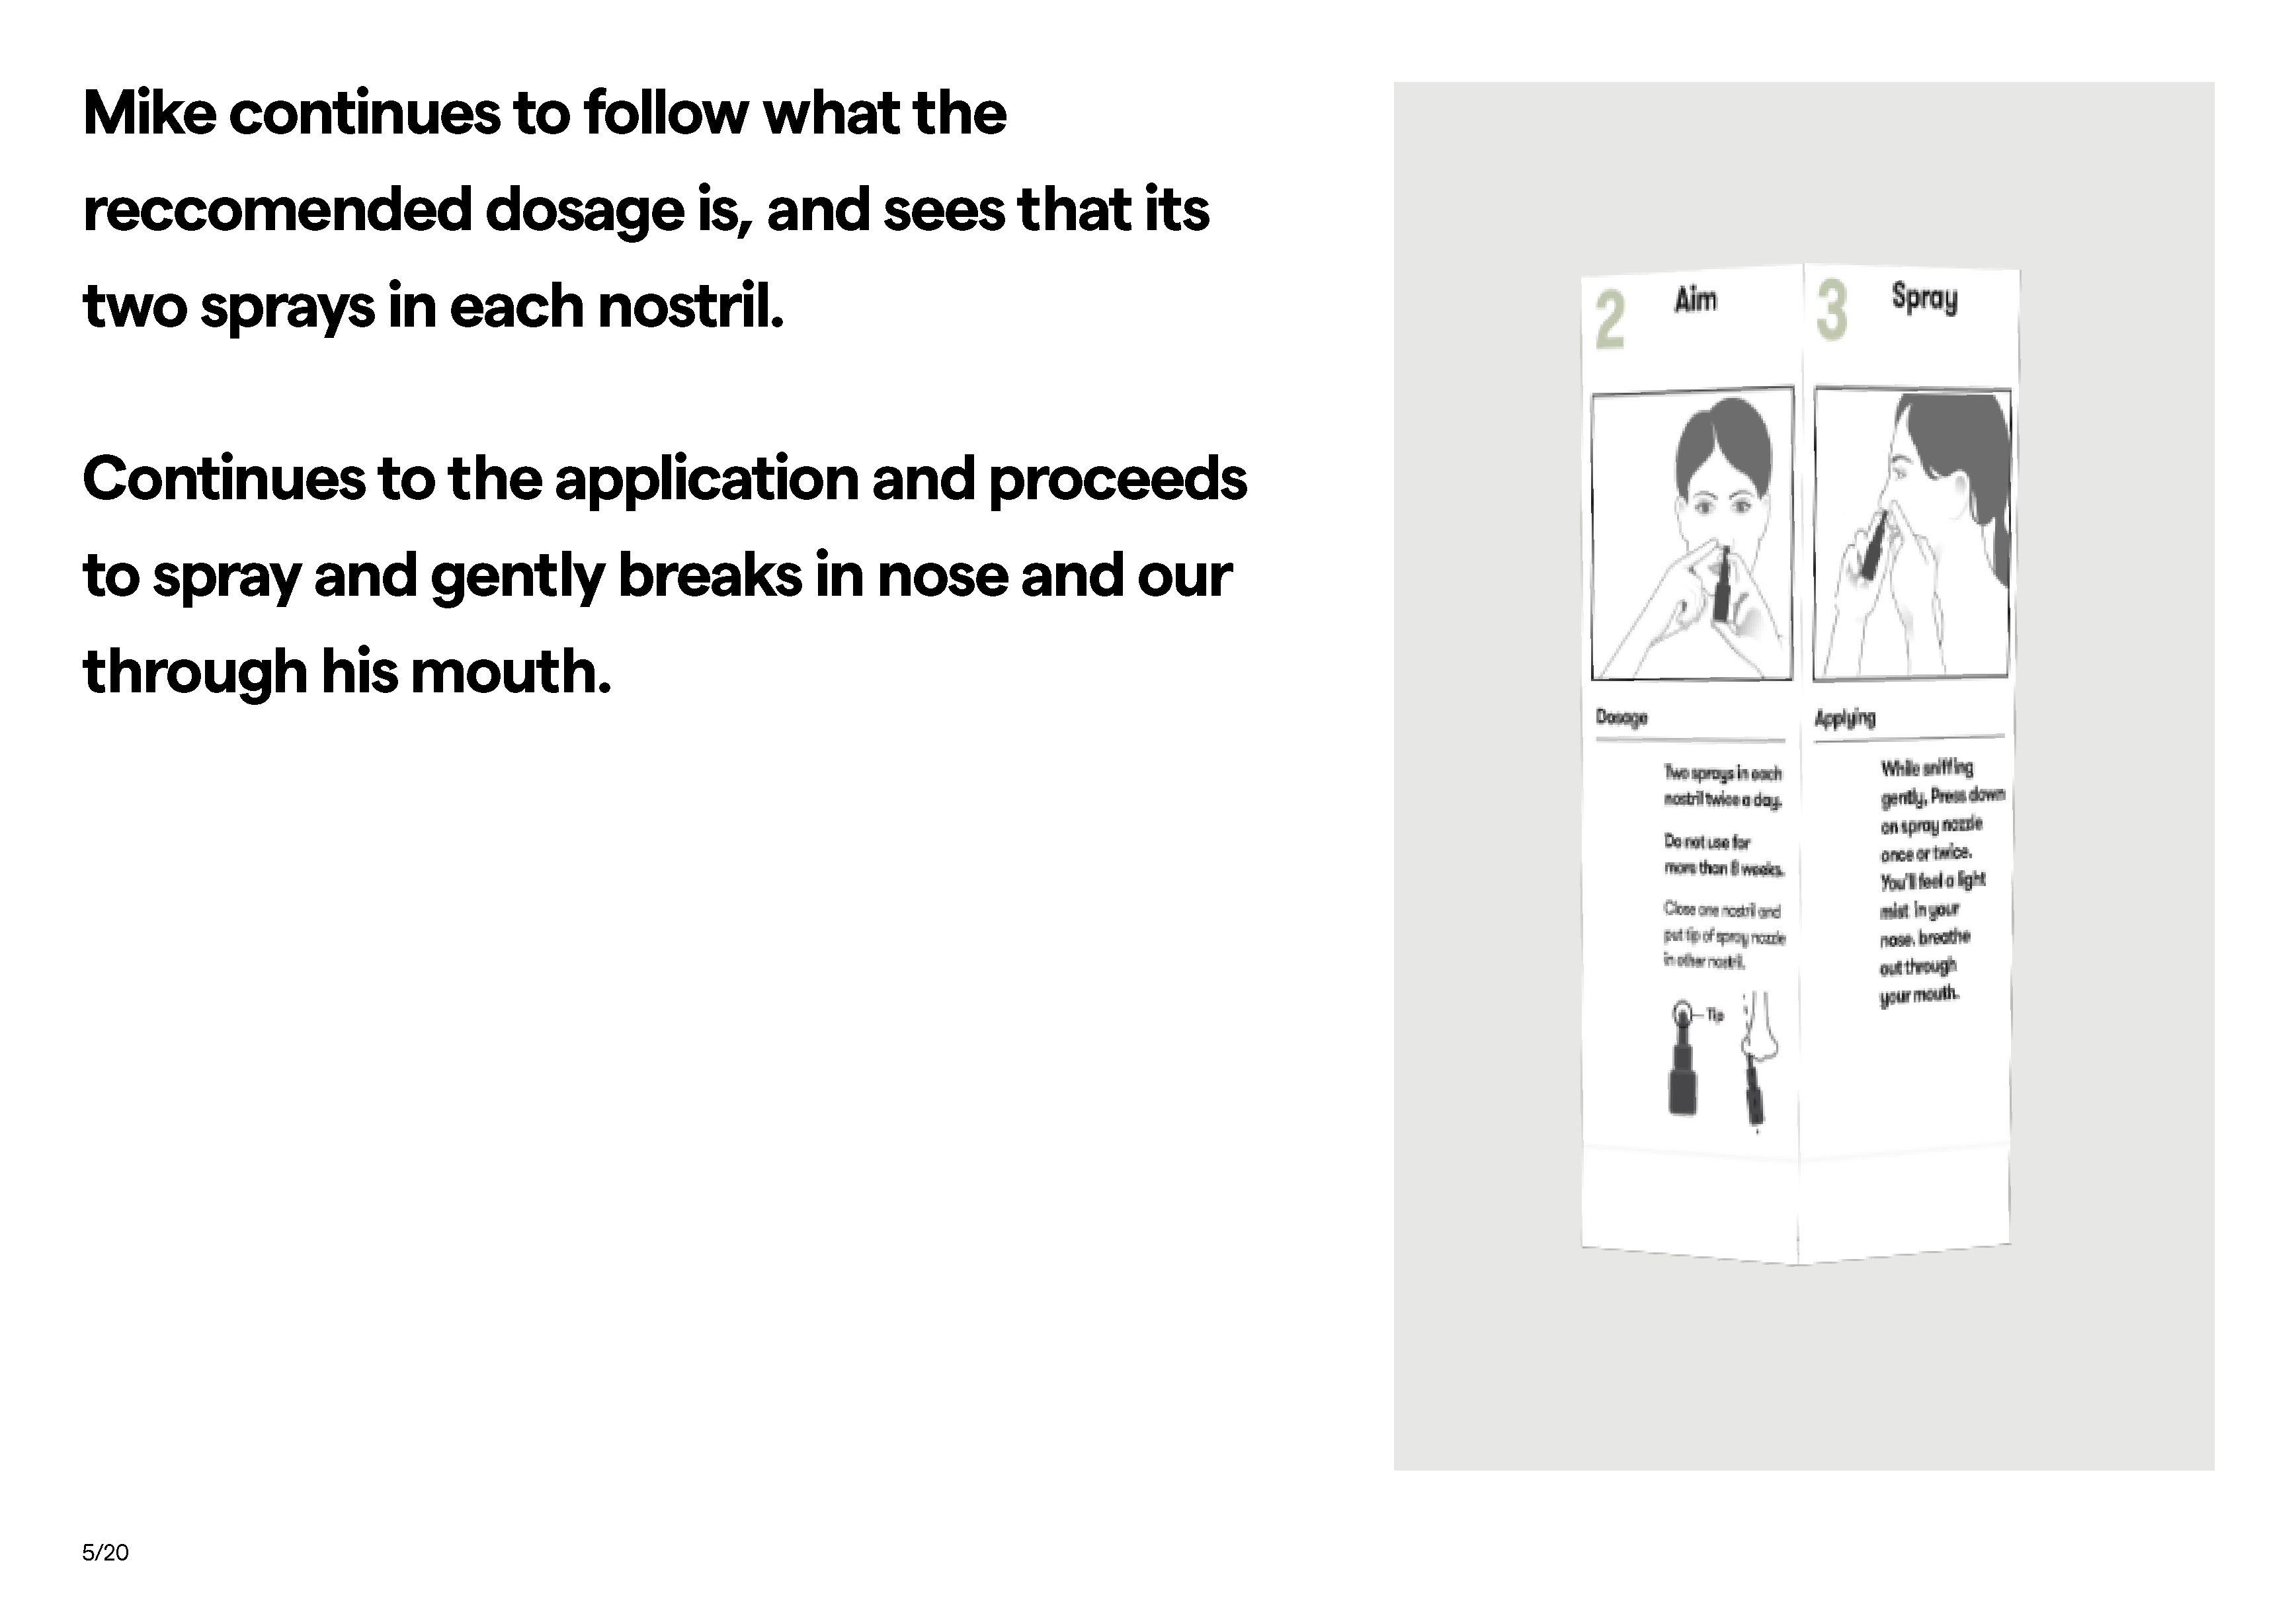 Mike continues to follow what the
reccomended dosage is, and sees that its
two sprays in each nostril.
Continues to the application and proceeds
to spray and gently breaks in nose and our
through his mouth.
2 Aim
Dosage
Two sprays in each
nostril twice a day.
Do not use for
more than 8 weeks.
Close one nostril and
put tip of spray nozzle
in other nostril.
Tip
3 Spray
Applying
While sniffing
gently, Press down
on spray nozzle
once or twice.
You'll feel a light
mist in your
nose. breathe
out through
your mouth.
5/20